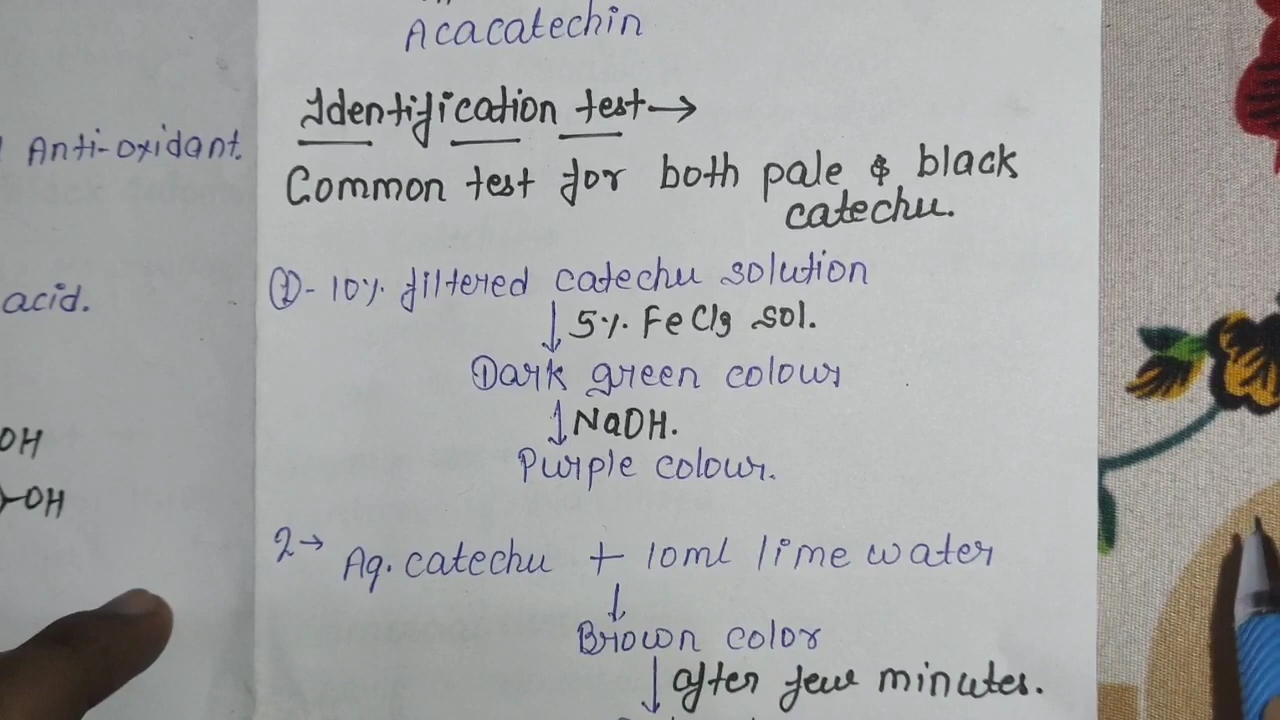 Acacatechin
Identification test→
Common test for both pale & black
catechu.
①- 10% filtered catechu solution
↓ 5% FeCl3 sol.
Dark green colour
↓ NaOH.
Purple colour.
2→ Aq. catechu + 10ml lime water
↓
Brown color
↓ after few minutes.
Anti-oxidant.
acid.
OH
-OH